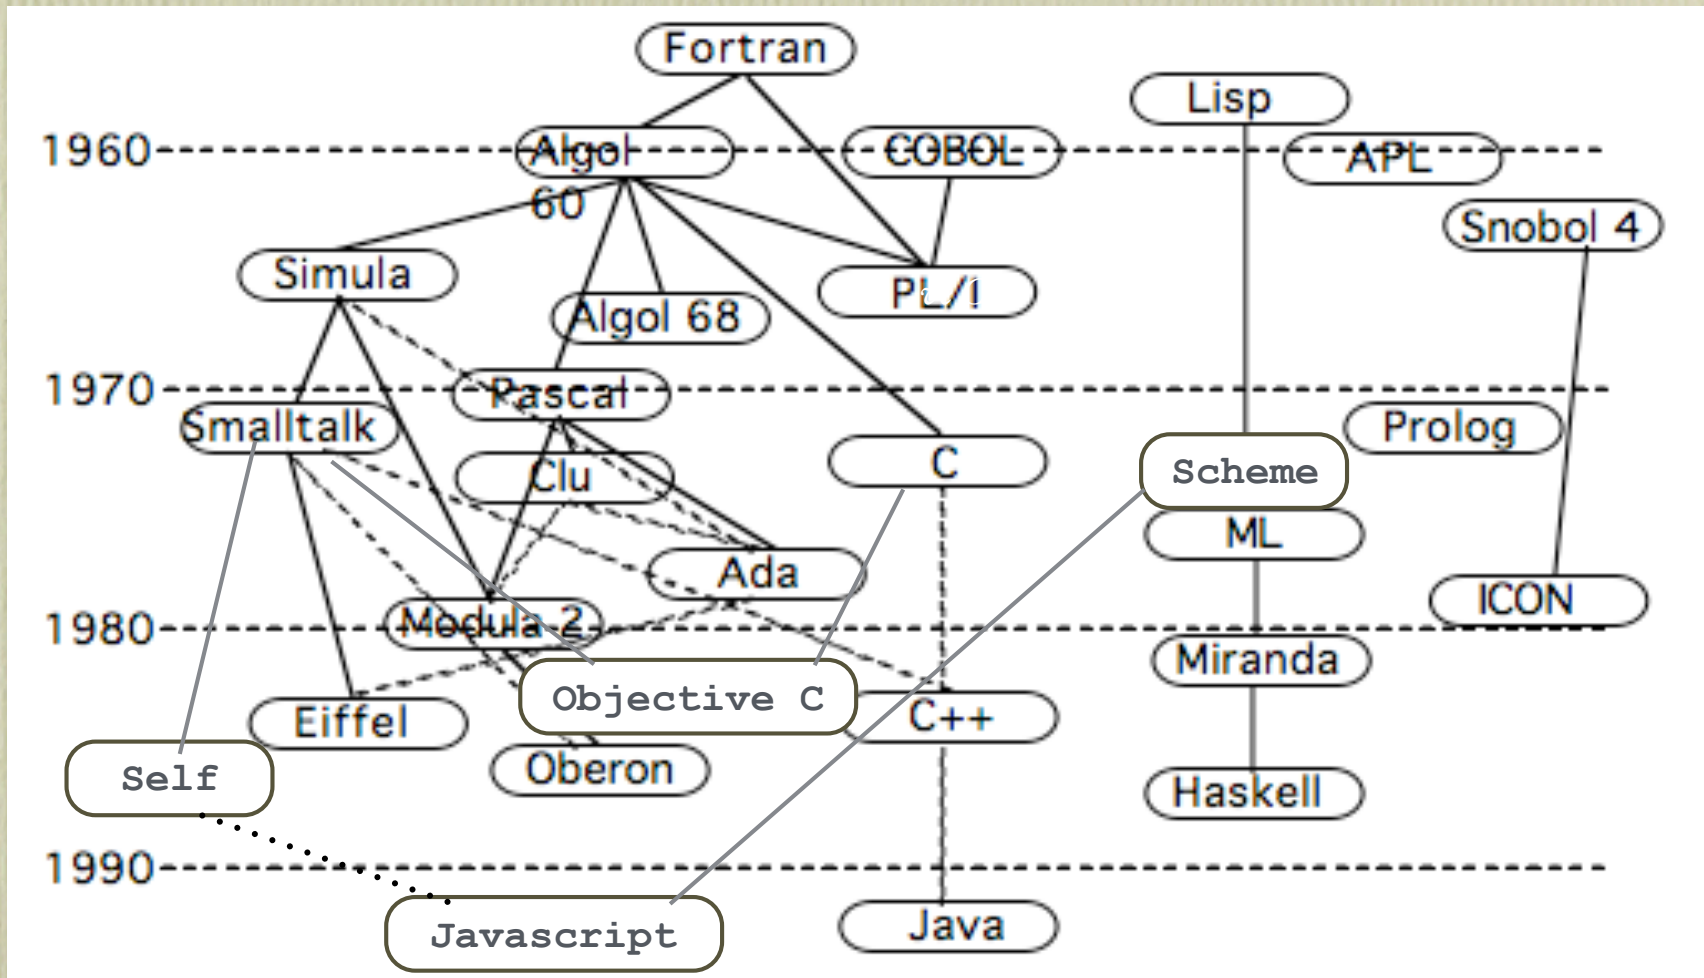 Fortran
Lisp
1960
Algol
60
COBOL
APL
Snobol 4
Simula
PL/I
Algol 68
1970
Pascal
Smalltalk
Prolog
C
Clu
Scheme
ML
Ada
ICON
1980
Modula 2
Miranda
Objective C
C++
Eiffel
Oberon
Self
Haskell
1990
Java
Javascript